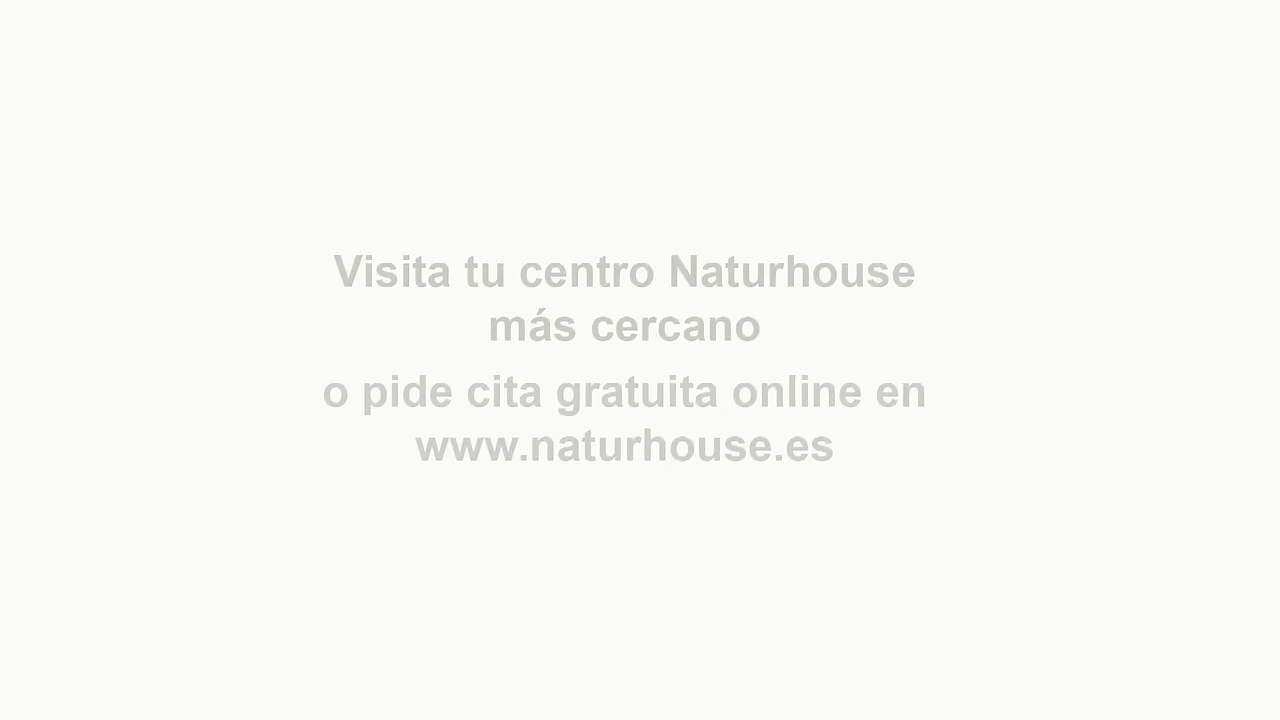 Visita tu centro Naturhouse
más cercano
o pide cita gratuita online en
www.naturhouse.es